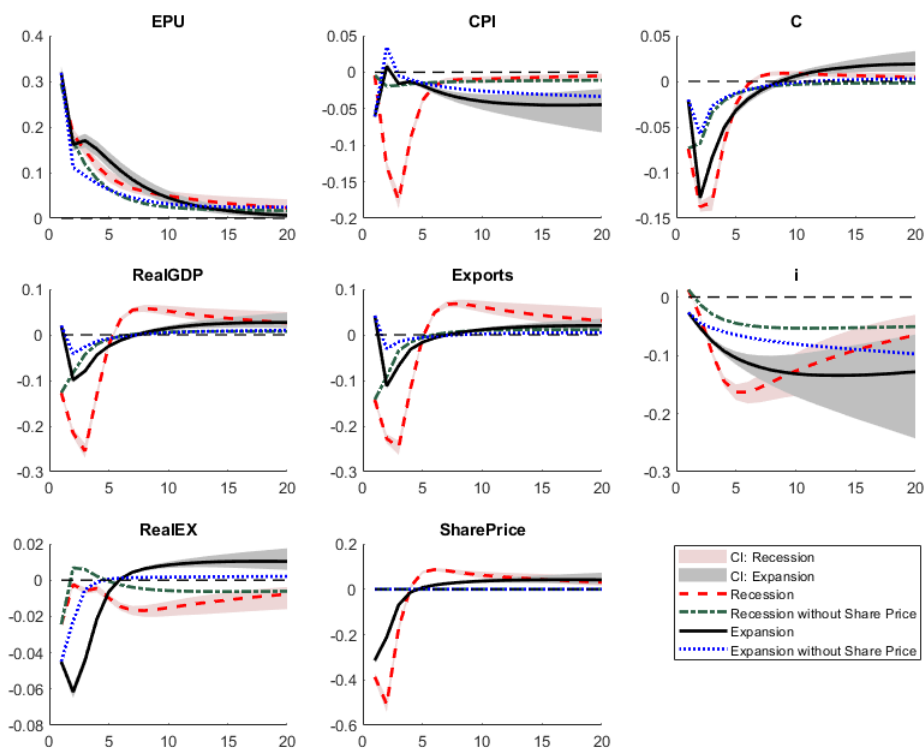 EPU
0.4
0.3
0.2
0.1
0
0 5 10 15 20
CPI
0.05
0
-0.05
-0.1
-0.15
-0.2
0 5 10 15 20
C
0.05
0
-0.05
-0.1
-0.15
0 5 10 15 20
RealGDP
0.1
0
-0.1
-0.2
-0.3
0 5 10 15 20
Exports
0.1
0
-0.1
-0.2
-0.3
0 5 10 15 20
i
0
-0.1
-0.2
-0.3
0 5 10 15 20
RealEX
0.02
0
-0.02
-0.04
-0.06
-0.08
0 5 10 15 20
SharePrice
0.2
0
-0.2
-0.4
-0.6
0 5 10 15 20
CI: Recession
CI: Expansion
Recession
Recession without Share Price
Expansion
Expansion without Share Price